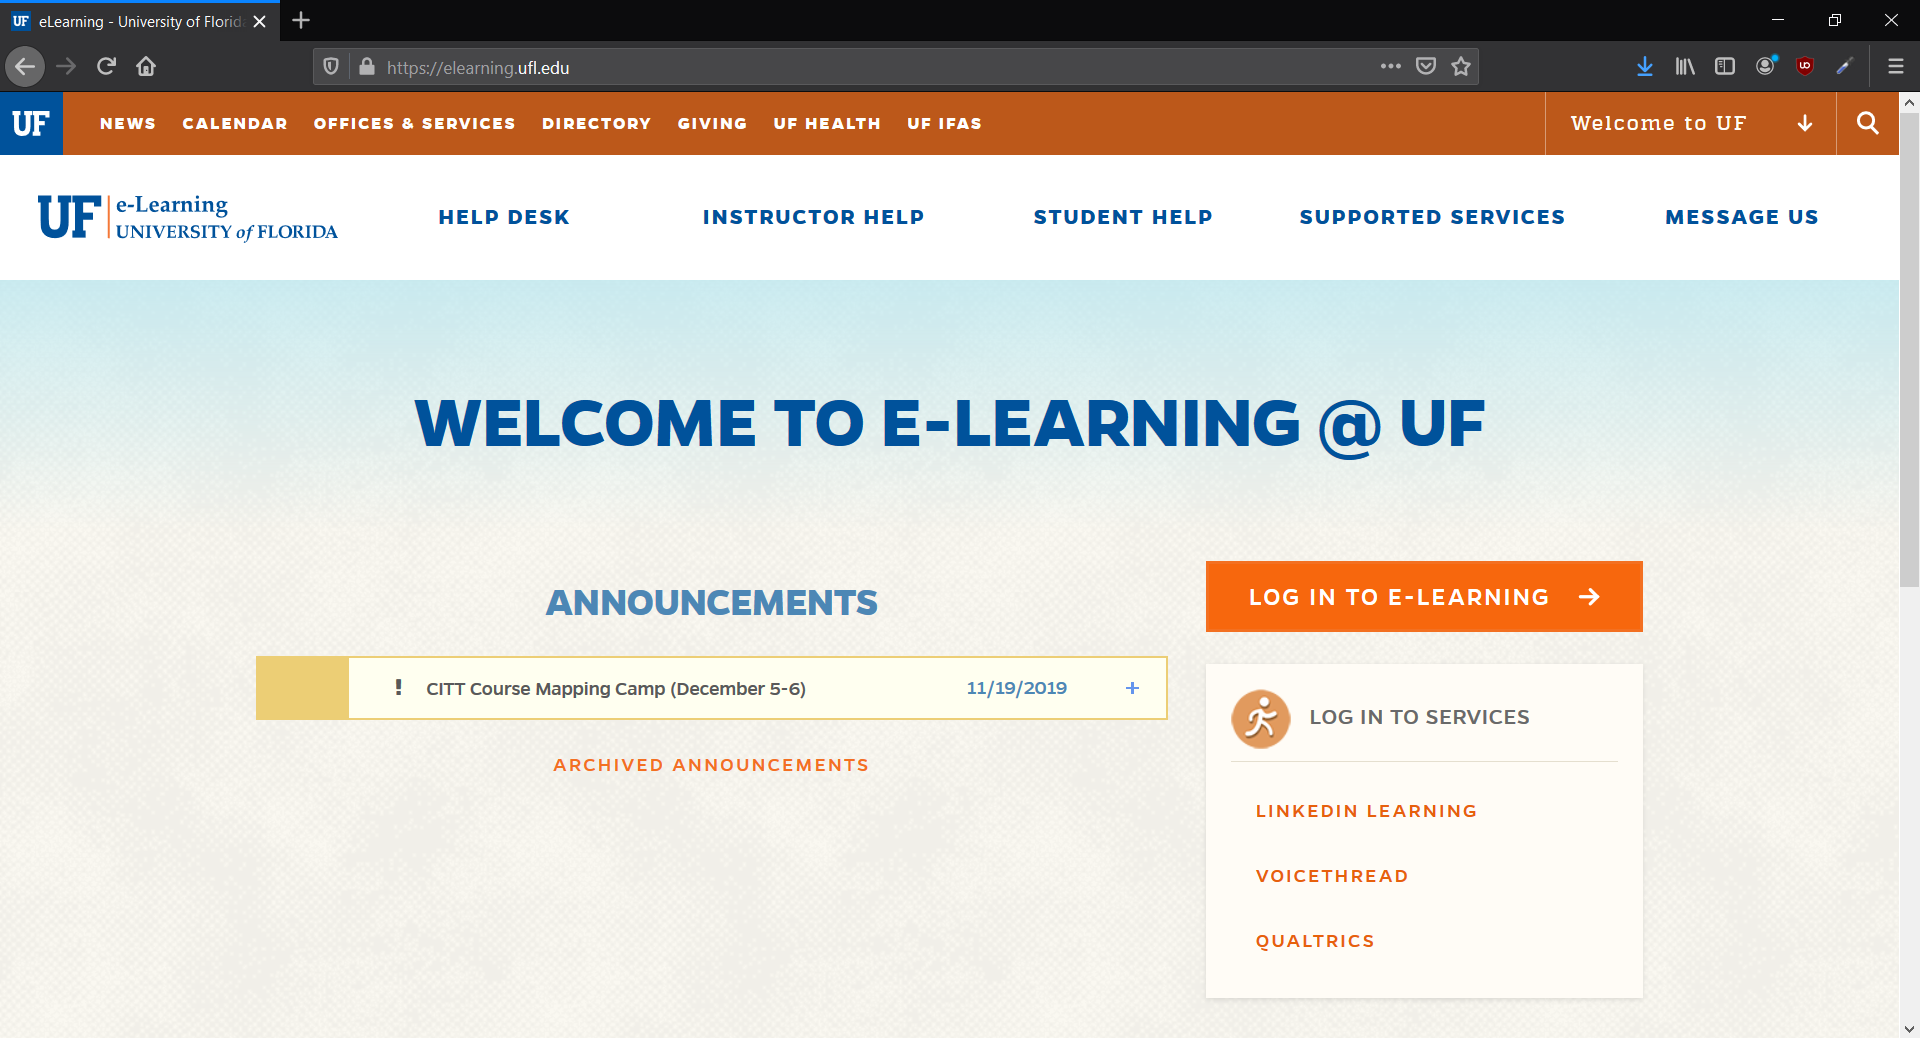 eLearning - University of Florid
https://elearning.ufl.edu
UF NEWS CALENDAR OFFICES & SERVICES DIRECTORY GIVING UF HEALTH UF IFAS Welcome to UF
UF e-Learning
UNIVERSITY of FLORIDA
HELP DESK INSTRUCTOR HELP STUDENT HELP SUPPORTED SERVICES MESSAGE US
WELCOME TO E-LEARNING @ UF
ANNOUNCEMENTS
! CITT Course Mapping Camp (December 5-6) 11/19/2019 +
ARCHIVED ANNOUNCEMENTS
LOG IN TO E-LEARNING
LOG IN TO SERVICES
LINKEDIN LEARNING
VOICETHREAD
QUALTRICS